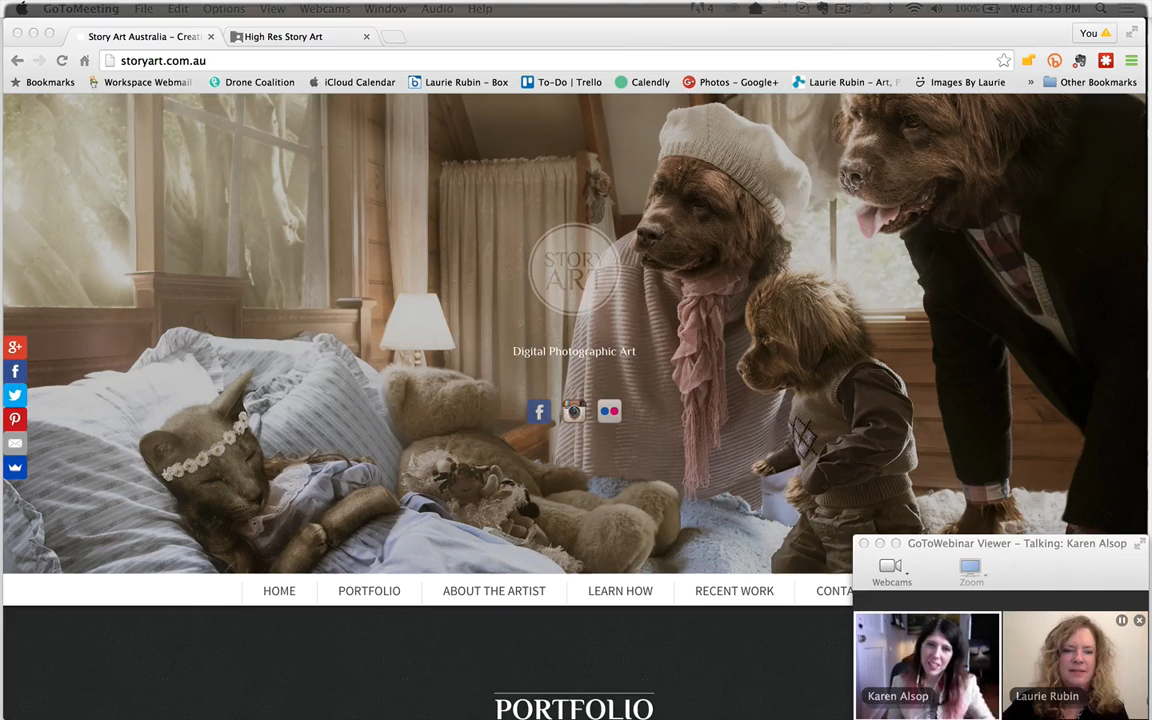 GoToMeeting File Edit Options View Webcams Window Audio Help 4 100% Wed 4:39 PM
Story Art Australia – Creati High Res Story Art You
storyart.com.au
Bookmarks Workspace Webmail Drone Coalition iCloud Calendar Laurie Rubin – Box To-Do | Trello Calendly Photos – Google+ Laurie Rubin – Art, P Images By Laurie » Other Bookmarks
STORY
ART
Digital Photographic Art
HOME PORTFOLIO ABOUT THE ARTIST LEARN HOW RECENT WORK CONTA
PORTFOLIO
GoToWebinar Viewer – Talking: Karen Alsop
Webcams Zoom
Karen Alsop Laurie Rubin